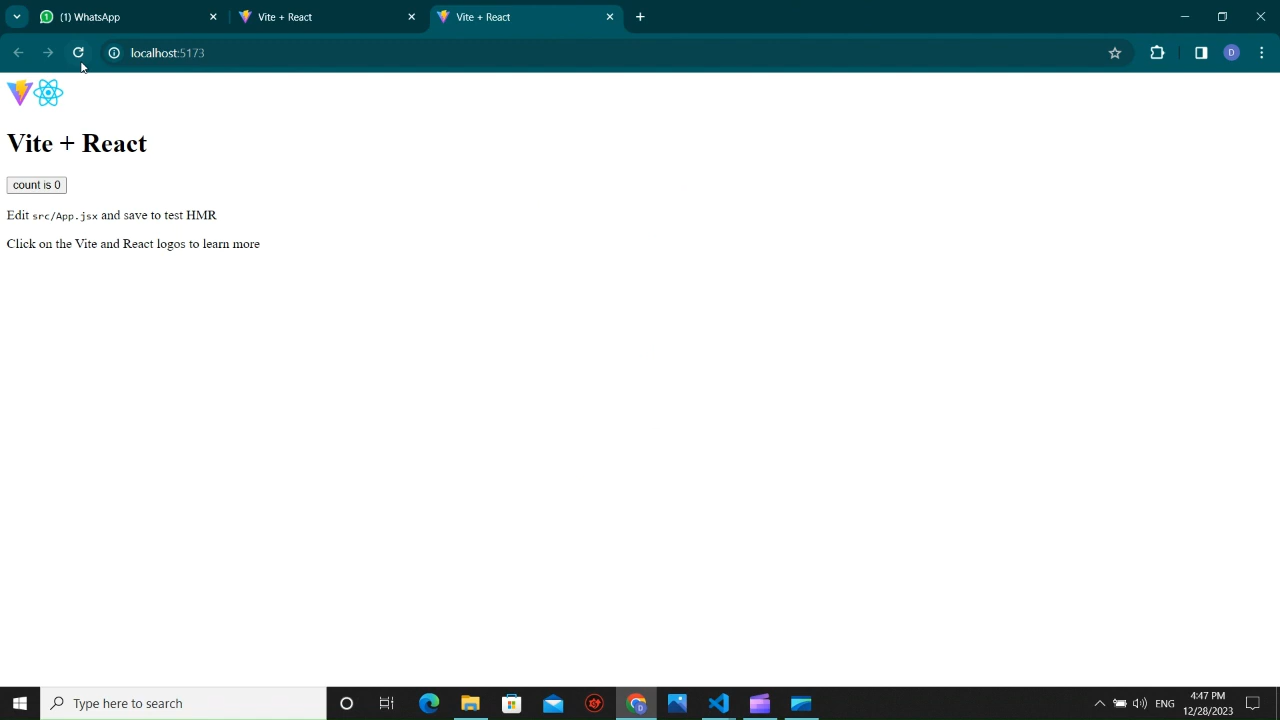 (1) WhatsApp
Vite + React
Vite + React
localhost:5173
D
Vite + React
count is 0
Edit src/App.jsx and save to test HMR
Click on the Vite and React logos to learn more
Type here to search
ENG
4:47 PM
12/28/2023